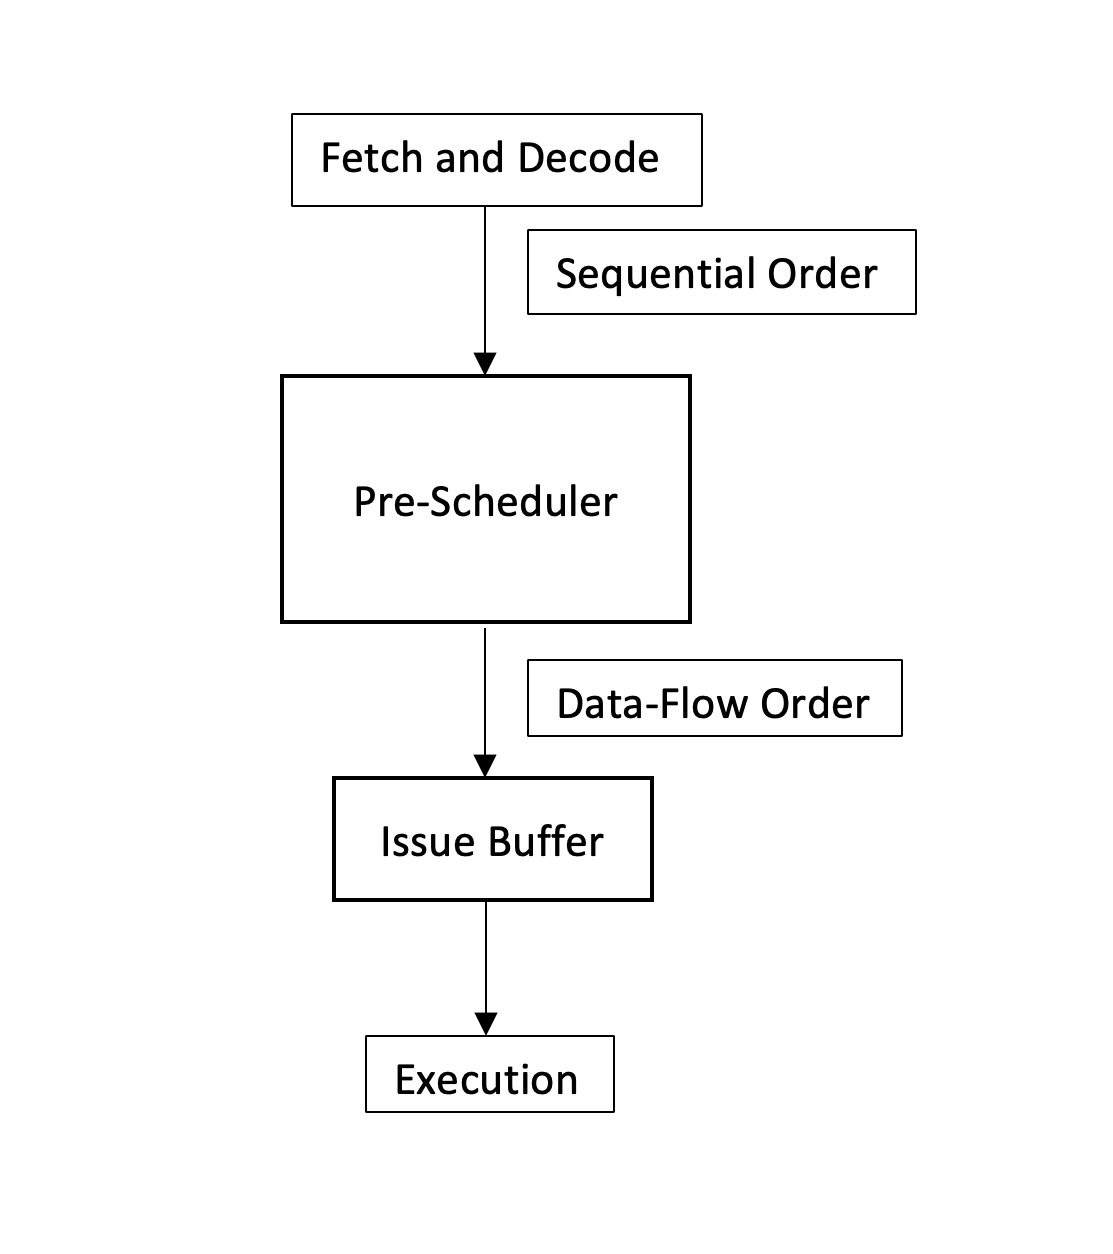 Fetch and Decode
Sequential Order
Pre-Scheduler
Data-Flow Order
Issue Buffer
Execution